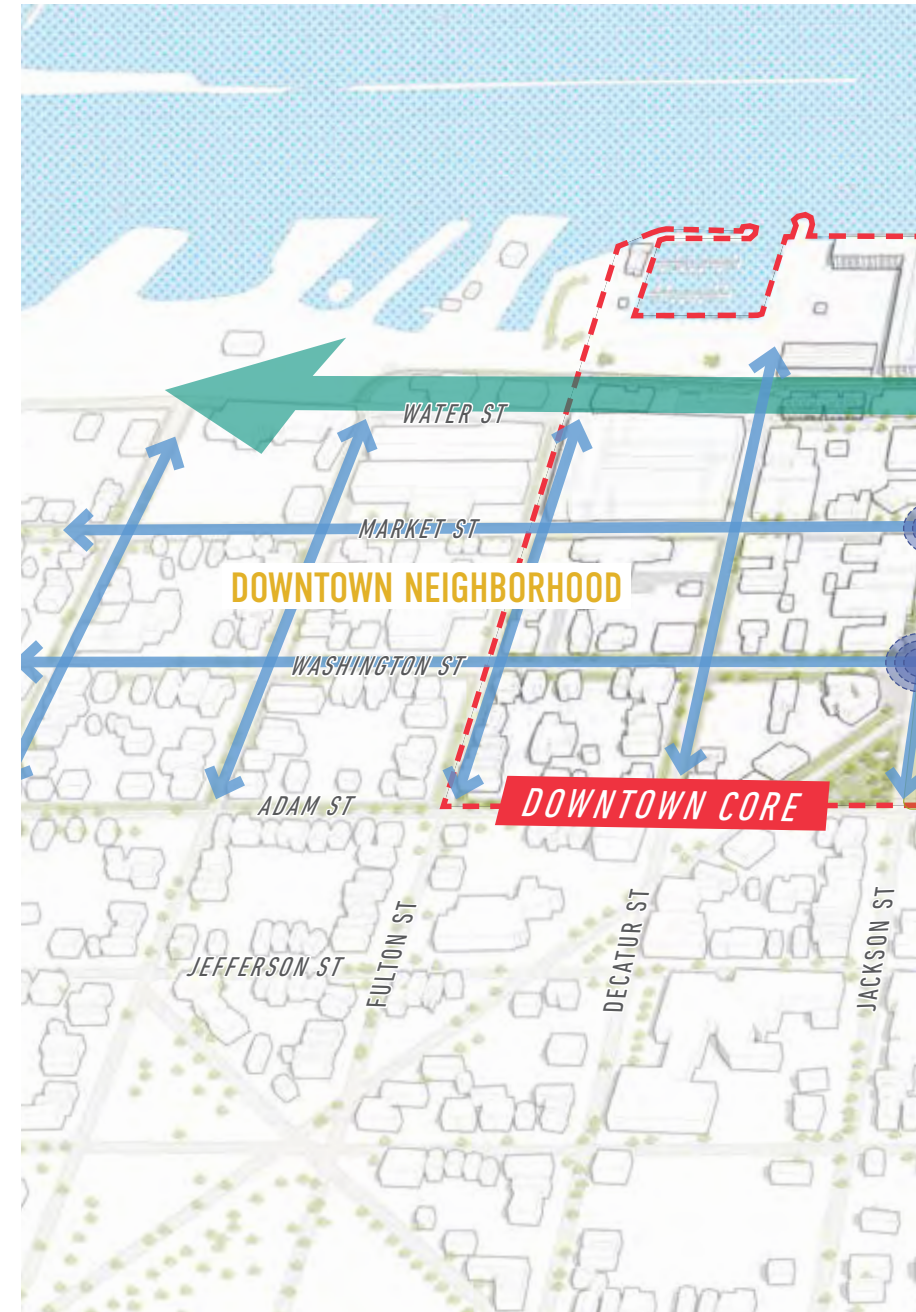 WATER ST
MARKET ST
DOWNTOWN NEIGHBORHOOD
WASHINGTON ST
ADAM ST
DOWNTOWN CORE
JEFFERSON ST
FULTON ST
DECATUR ST
JACKSON ST